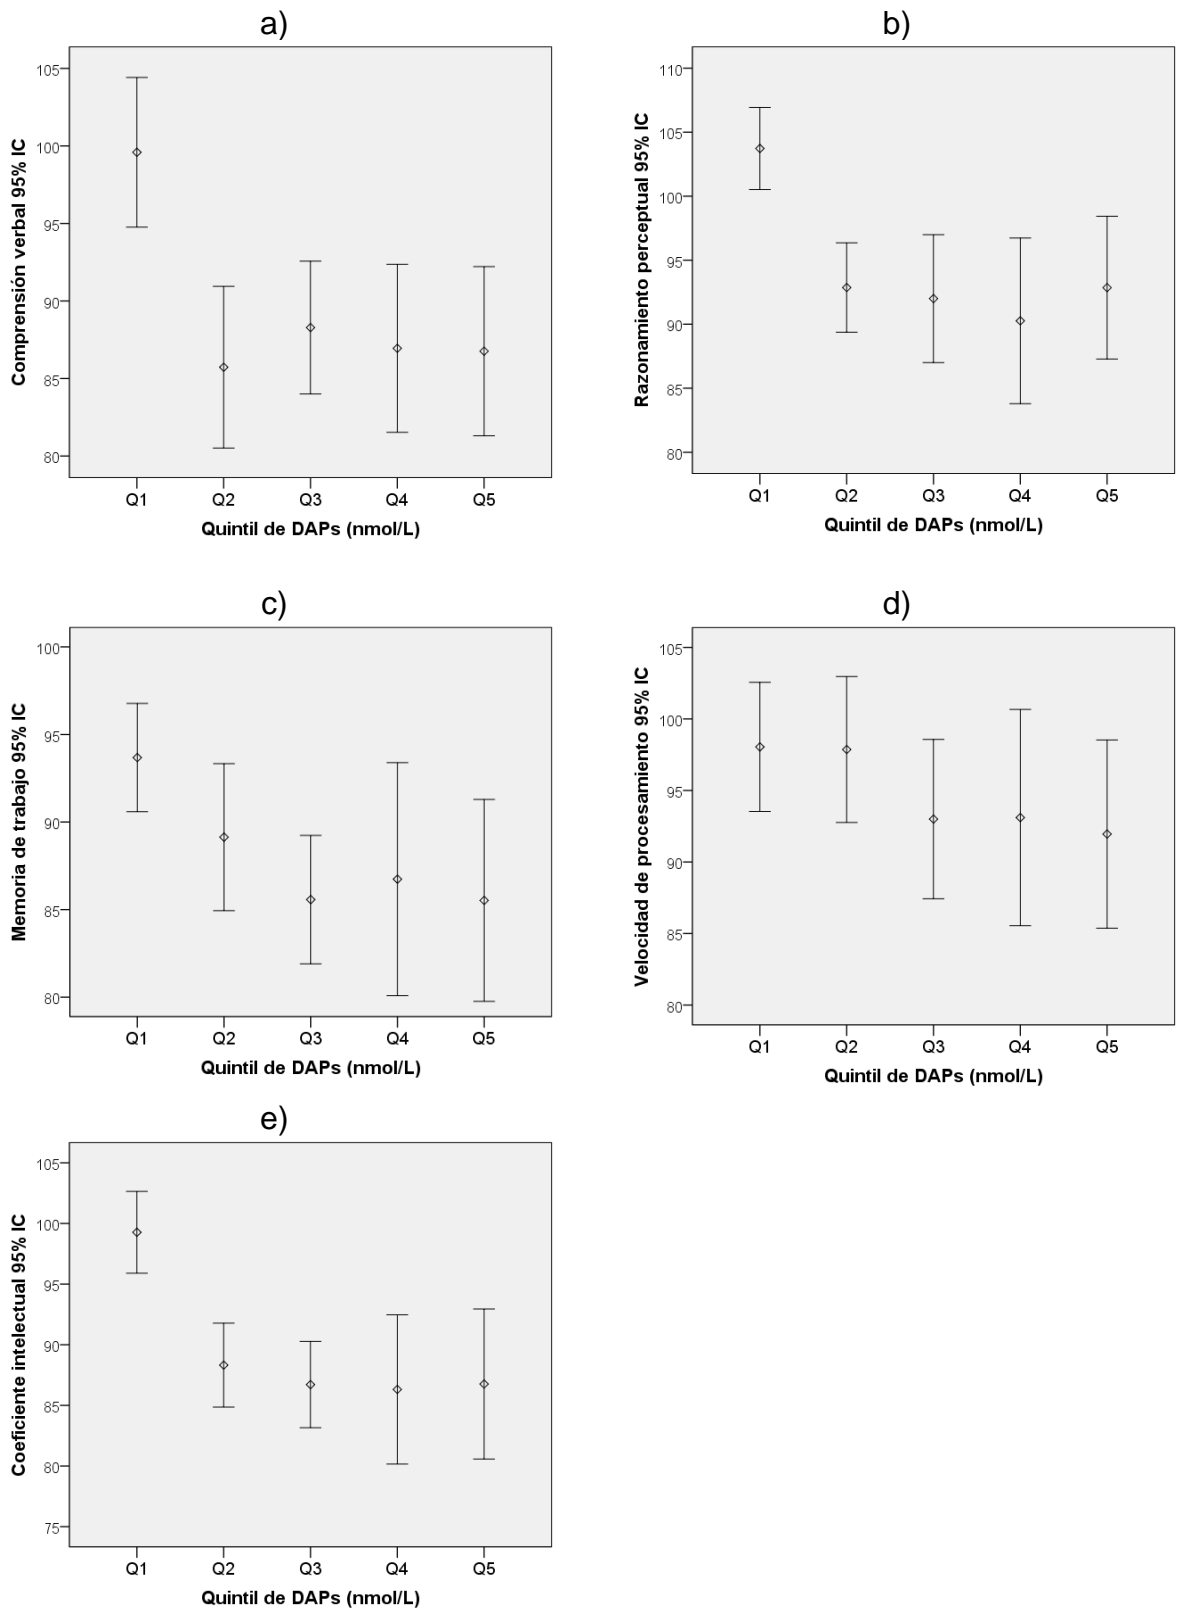 a)
Comprensión verbal 95% IC
105
100
95
90
85
80
Q1 Q2 Q3 Q4 Q5
Quintil de DAPs (nmol/L)
b)
Razonamiento perceptual 95% IC
110
105
100
95
90
85
80
Q1 Q2 Q3 Q4 Q5
Quintil de DAPs (nmol/L)
c)
Memoria de trabajo 95% IC
100
95
90
85
80
Q1 Q2 Q3 Q4 Q5
Quintil de DAPs (nmol/L)
d)
Velocidad de procesamiento 95% IC
105
100
95
90
85
80
Q1 Q2 Q3 Q4 Q5
Quintil de DAPs (nmol/L)
e)
Coeficiente intelectual 95% IC
105
100
95
90
85
80
75
Q1 Q2 Q3 Q4 Q5
Quintil de DAPs (nmol/L)